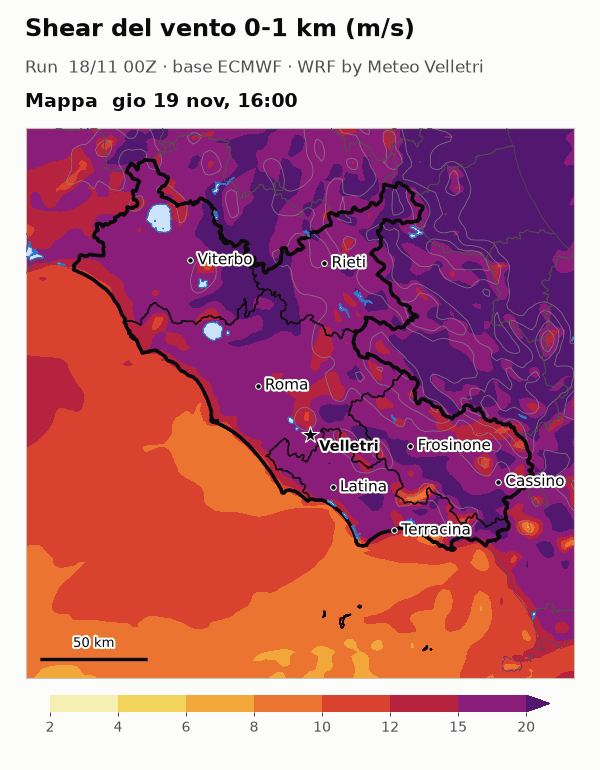 Shear del vento 0-1 km (m/s)
Run  18/11 00Z · base ECMWF · WRF by Meteo Velletri
Mappa  gio 19 nov, 16:00
Viterbo
Rieti
Roma
Velletri
Frosinone
Latina
Cassino
Terracina
50 km
2 4 6 8 10 12 15 20